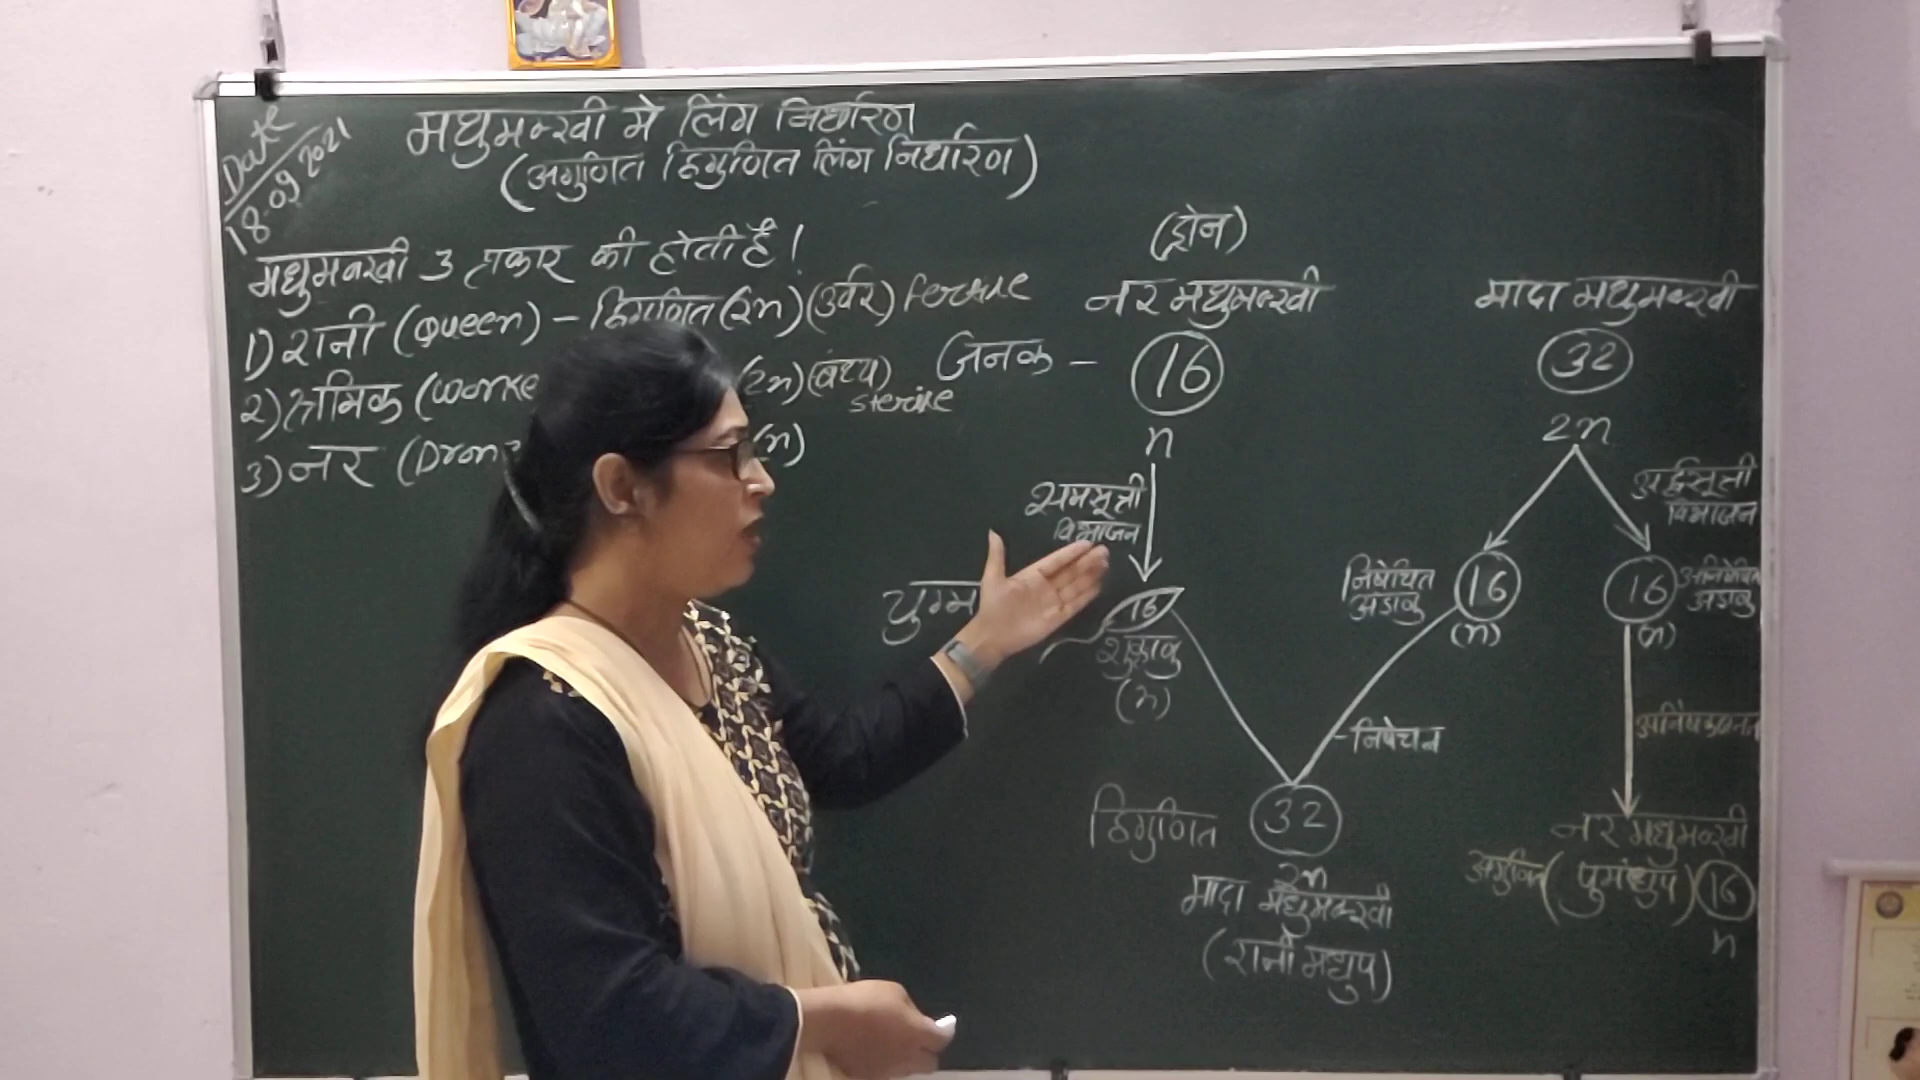 Date
18.09.2021
मधुमक्खी मे लिंग निर्धारण
(अगुणित द्विगुणित लिंग निर्धारण)
मधुमक्खी 3 प्रकार की होती है!
1) रानी (Queen) - द्विगुणित (2n) (उर्वर) fertile
2) श्रमिक (Worke (2n) (बंध्य)
sterile
3) नर (Dron (n)
(ड्रोन)
नर मधुमक्खी
मादा मधुमक्खी
जनक - 16
32
n
2n
समसूत्री
विभाजन
अर्द्धसूत्री
विभाजन
युग्म
16
शुक्राणु
(n)
निषेचित
अंडाणु
16
(n)
16
(n)
अनिषेचित
अंडाणु
निषेचन
अनिषेकजनन
द्विगुणित 32
2n
मादा मधुमक्खी
(रानी मधुप)
नर मधुमक्खी
अगुणित (पुमंधुप) 16
n